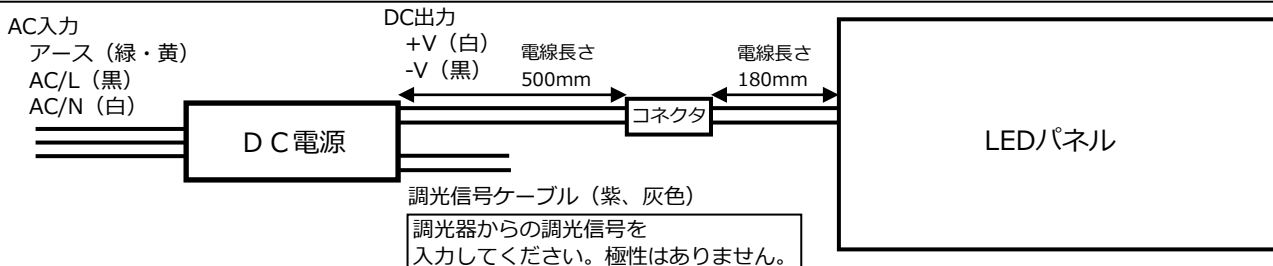 AC入力
アース（緑・黄）
AC/L（黒）
AC/N（白）
DC出力
+V（白）
-V（黒）
電線長さ
500mm
電線長さ
180mm
ＤＣ電源
コネクタ
LEDパネル
調光信号ケーブル（紫、灰色）
調光器からの調光信号を
入力してください。極性はありません。